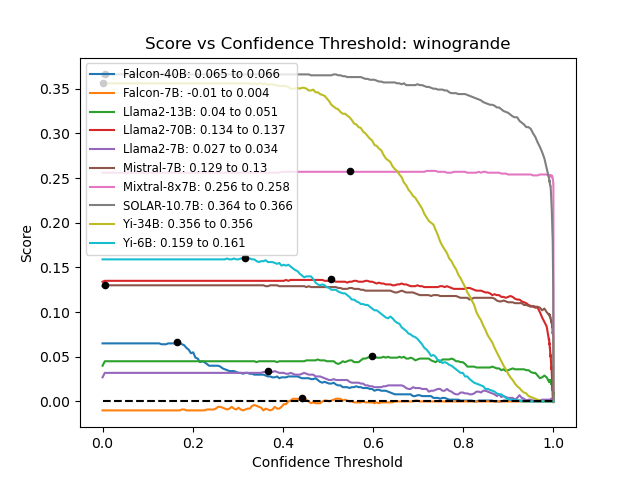 Score vs Confidence Threshold: winogrande
Score
0.35
0.30
0.25
0.20
0.15
0.10
0.05
0.00
Falcon-40B: 0.065 to 0.066
Falcon-7B: -0.01 to 0.004
Llama2-13B: 0.04 to 0.051
Llama2-70B: 0.134 to 0.137
Llama2-7B: 0.027 to 0.034
Mistral-7B: 0.129 to 0.13
Mixtral-8x7B: 0.256 to 0.258
SOLAR-10.7B: 0.364 to 0.366
Yi-34B: 0.356 to 0.356
Yi-6B: 0.159 to 0.161
0.0 0.2 0.4 0.6 0.8 1.0
Confidence Threshold